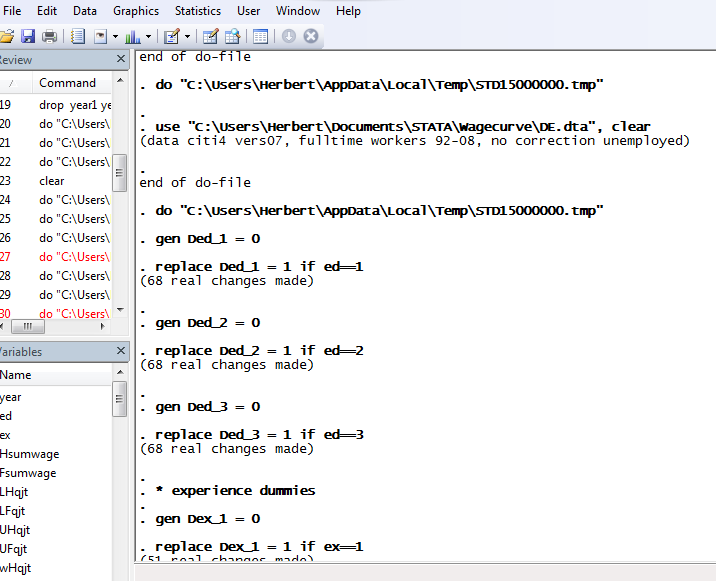 File Edit Data Graphics Statistics User Window Help
Review
/ Command
19 drop year1 ye
20 do "C:\Users\
21 do "C:\Users\
22 do "C:\Users\
23 clear
24 do "C:\Users\
25 do "C:\Users\
26 do "C:\Users\
27 do "C:\Users\
28 do "C:\Users\
29 do "C:\Users\
30 do "C:\Users\
Variables
Name
year
ed
ex
Hsumwage
Fsumwage
LHqjt
LFqjt
UHqjt
UFqjt
wHqjt
end of do-file
. do "C:\Users\Herbert\AppData\Local\Temp\STD15000000.tmp"
.
. use "C:\Users\Herbert\Documents\STATA\Wagecurve\DE.dta", clear
(data citi4 vers07, fulltime workers 92-08, no correction unemployed)
.
end of do-file
. do "C:\Users\Herbert\AppData\Local\Temp\STD15000000.tmp"
. gen Ded_1 = 0
. replace Ded_1 = 1 if ed==1
(68 real changes made)
.
. gen Ded_2 = 0
. replace Ded_2 = 1 if ed==2
(68 real changes made)
.
. gen Ded_3 = 0
. replace Ded_3 = 1 if ed==3
(68 real changes made)
.
. * experience dummies
. gen Dex_1 = 0
. replace Dex_1 = 1 if ex==1
(51 real changes made)